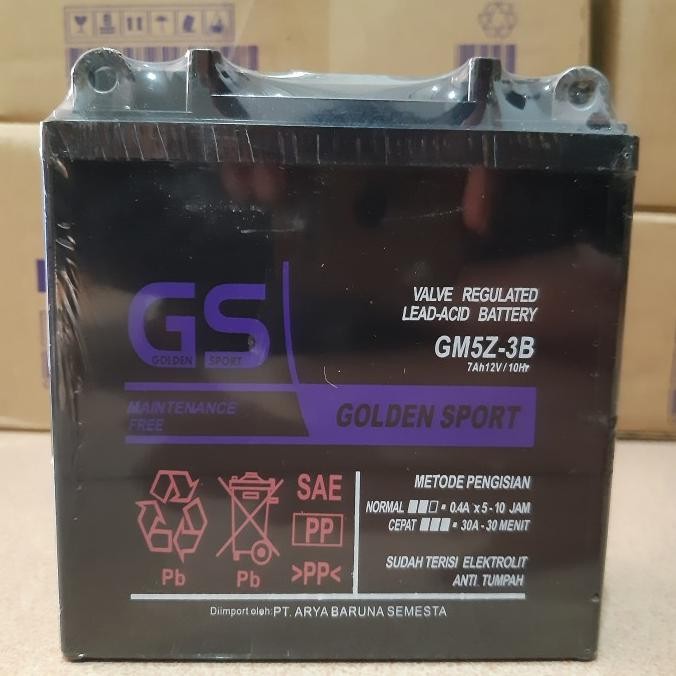 GS
GOLDEN SPORT
MAINTENANCE
FREE
VALVE REGULATED
LEAD-ACID BATTERY
GM5Z-3B
7Ah12V / 10Hr
GOLDEN SPORT
Pb
Pb
SAE
PP
>PP<
METODE PENGISIAN
NORMAL = 0.4A x 5 - 10 JAM
CEPAT = 30A - 30 MENIT
SUDAH TERISI ELEKTROLIT
ANTI TUMPAH
Diimport oleh: PT. ARYA BARUNA SEMESTA